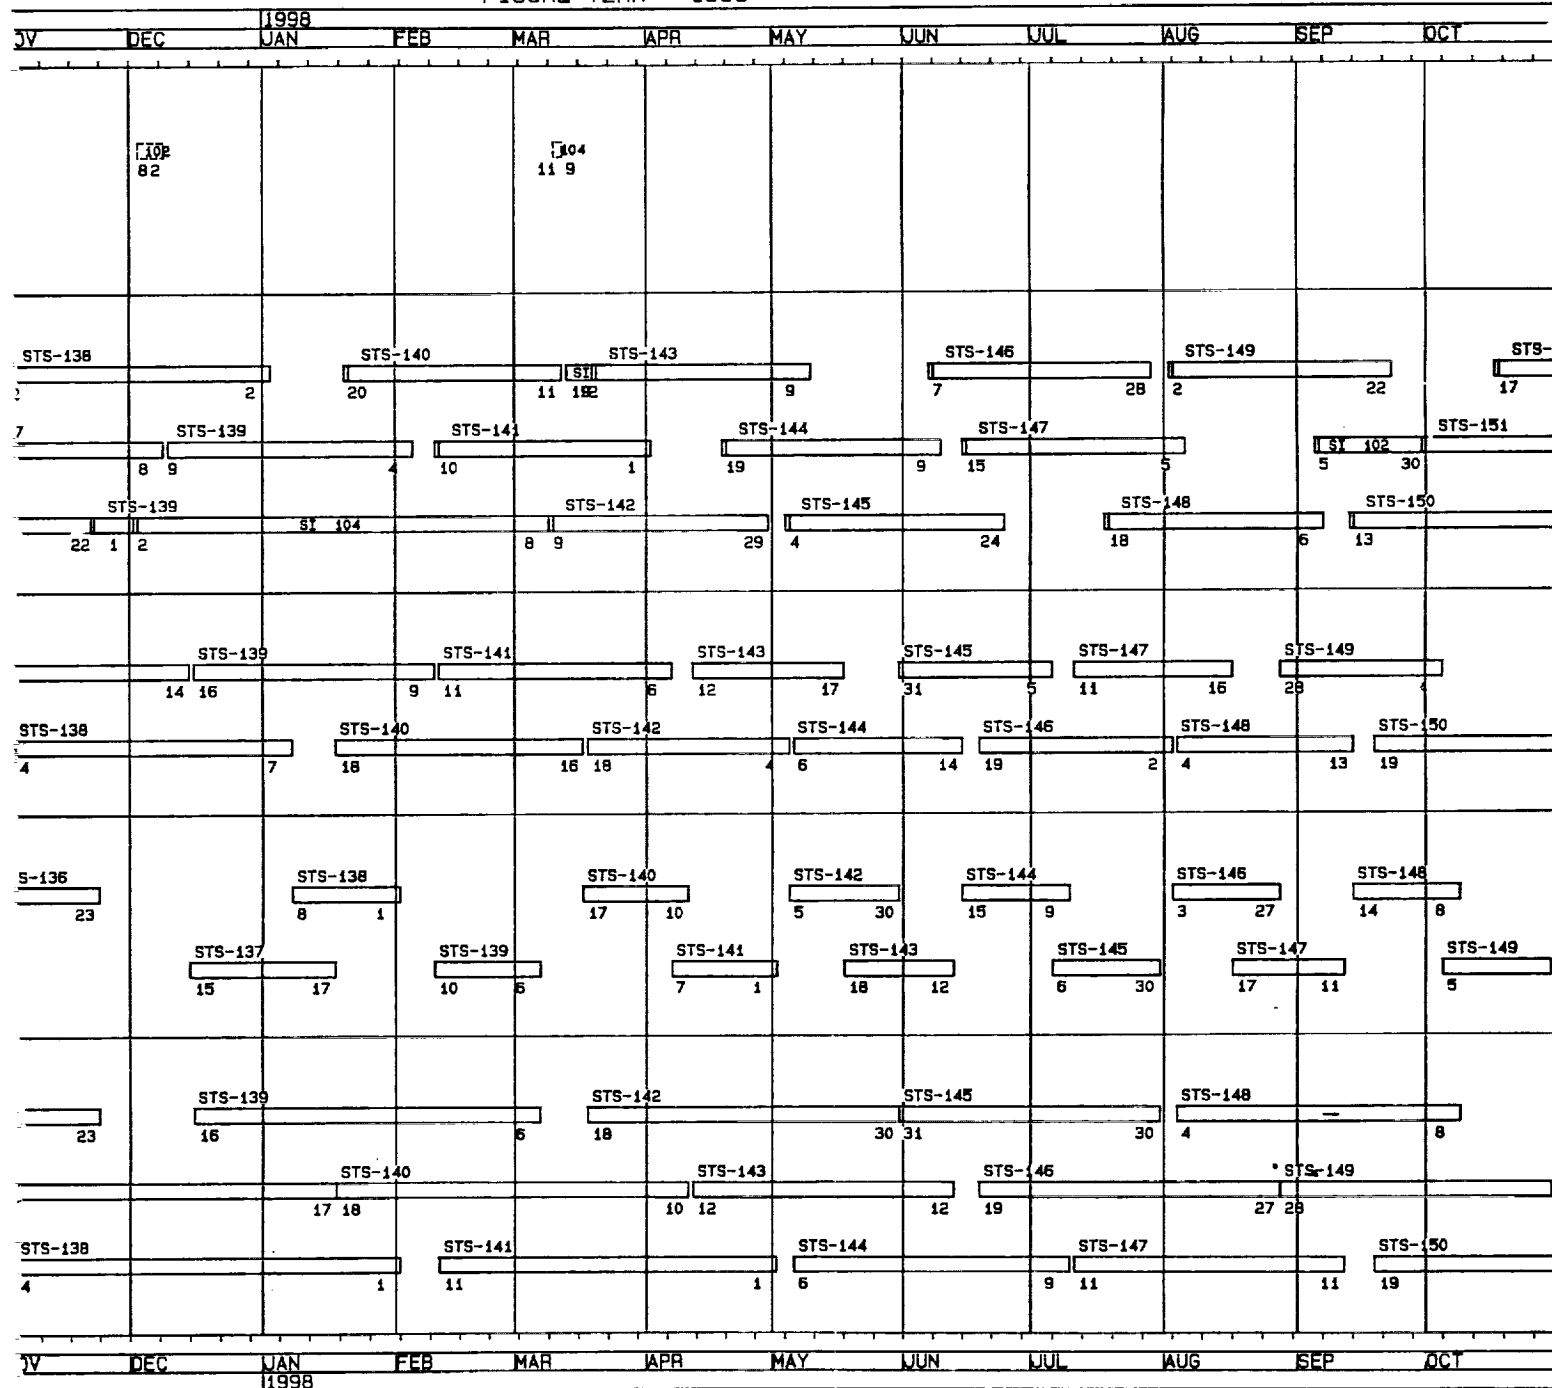 1998
DEC JAN FEB MAR APR MAY JUN JUL AUG SEP OCT
102 104
82 11 9
STS-138 STS-140 STS-143 STS-146 STS-149 STS-
SI
2 20 11 9 7 28 2 22 17
7 STS-139 STS-141 STS-144 STS-147 STS-151
SI 102
8 9 4 10 1 19 9 15 5 5 30
STS-139 STS-142 STS-145 STS-148 STS-150
SI 104
22 1 2 8 9 29 4 24 18 6 13
STS-139 STS-141 STS-143 STS-145 STS-147 STS-149
14 16 9 11 6 12 17 31 5 11 16 28 4
STS-138 STS-140 STS-142 STS-144 STS-146 STS-148 STS-150
4 7 18 16 18 4 6 14 19 2 4 13 19
S-136 STS-138 STS-140 STS-142 STS-144 STS-146 STS-148
23 8 1 17 10 5 30 15 9 3 27 14 8
STS-137 STS-139 STS-141 STS-143 STS-145 STS-147 STS-149
15 17 10 6 7 1 18 12 6 30 17 11 5
STS-139 STS-142 STS-145 STS-148
23 16 6 18 30 31 30 4 8
STS-140 STS-143 STS-146 STS-149
17 18 10 12 12 19 27 28
STS-138 STS-141 STS-144 STS-147 STS-150
4 1 11 1 6 9 11 11 19
DEC JAN FEB MAR APR MAY JUN JUL AUG SEP OCT
1998